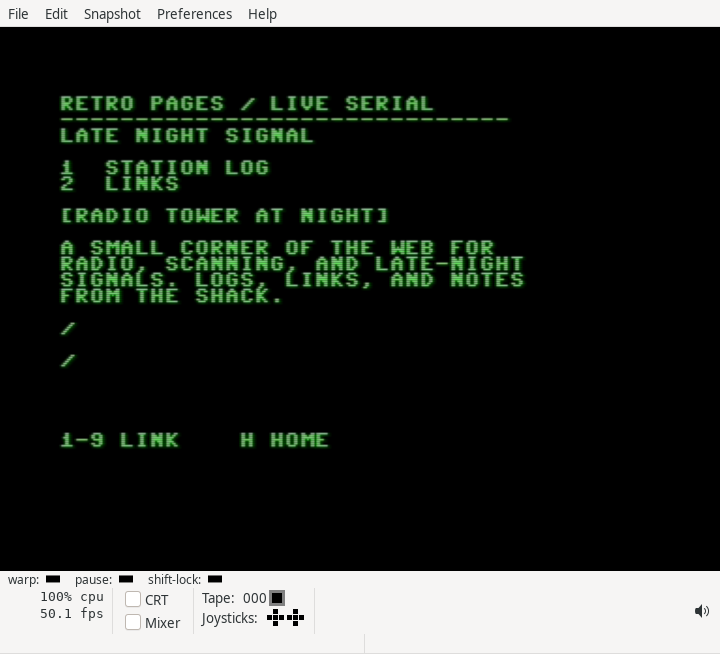 File Edit Snapshot Preferences Help
RETRO PAGES / LIVE SERIAL
------------------------------
LATE NIGHT SIGNAL
1 STATION LOG
2 LINKS
[RADIO TOWER AT NIGHT]
A SMALL CORNER OF THE WEB FOR
RADIO, SCANNING, AND LATE-NIGHT
SIGNALS. LOGS, LINKS, AND NOTES
FROM THE SHACK.
/
/
1-9 LINK H HOME
warp: pause: shift-lock:
100% cpu CRT Tape: 000
50.1 fps Mixer Joysticks: